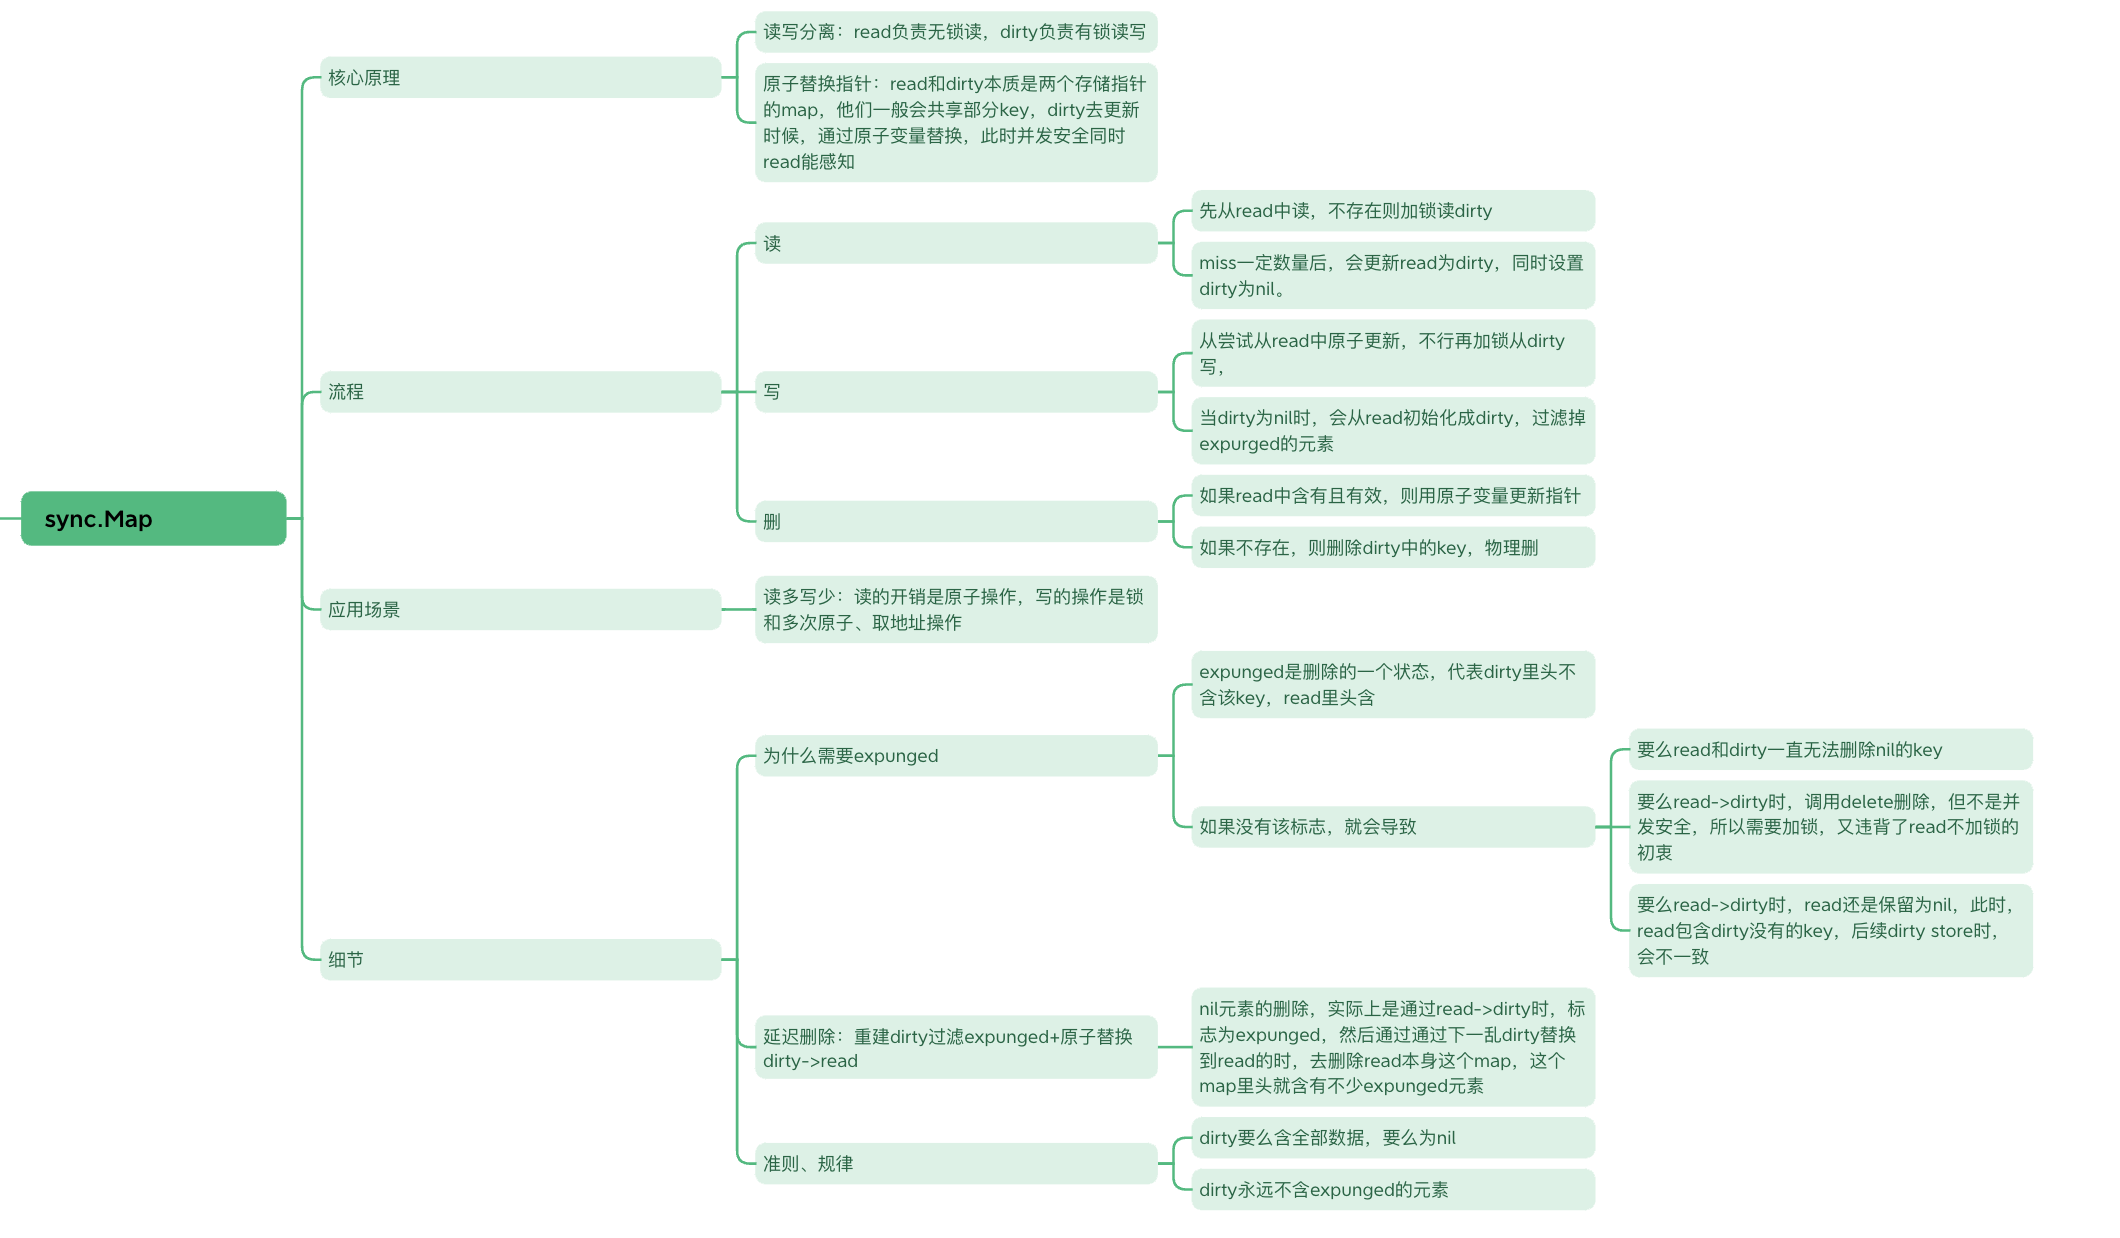 sync.Map
核心原理
读写分离：read负责无锁读，dirty负责有锁读写
原子替换指针：read和dirty本质是两个存储指针
的map，他们一般会共享部分key，dirty去更新
时候，通过原子变量替换，此时并发安全同时
read能感知
流程
读
先从read中读，不存在则加锁读dirty
miss一定数量后，会更新read为dirty，同时设置
dirty为nil。
写
从尝试从read中原子更新，不行再加锁从dirty
写，
当dirty为nil时，会从read初始化成dirty，过滤掉
expurged的元素
删
如果read中含有且有效，则用原子变量更新指针
如果不存在，则删除dirty中的key，物理删
应用场景
读多写少：读的开销是原子操作，写的操作是锁
和多次原子、取地址操作
细节
为什么需要expunged
expunged是删除的一个状态，代表dirty里头不
含该key，read里头含
如果没有该标志，就会导致
要么read和dirty一直无法删除nil的key
要么read->dirty时，调用delete删除，但不是并
发安全，所以需要加锁，又违背了read不加锁的
初衷
要么read->dirty时，read还是保留为nil，此时，
read包含dirty没有的key，后续dirty store时，
会不一致
延迟删除：重建dirty过滤expunged+原子替换
dirty->read
nil元素的删除，实际上是通过read->dirty时，标
志为expunged，然后通过通过下一乱dirty替换
到read的时，去删除read本身这个map，这个
map里头就含有不少expunged元素
准则、规律
dirty要么含全部数据，要么为nil
dirty永远不含expunged的元素